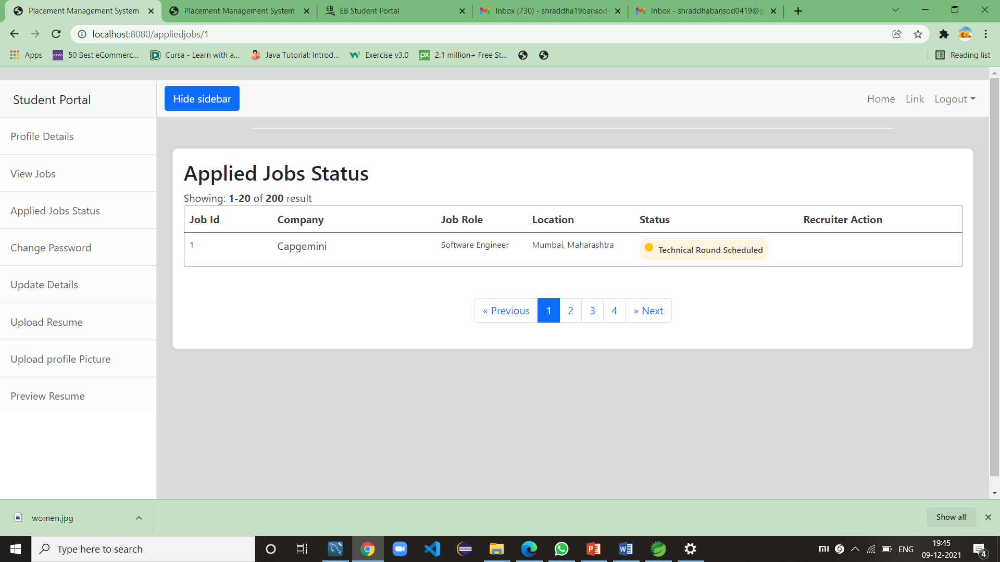 Placement Management System
Placement Management System
EB
EB Student Portal
Inbox (730) - shraddha19bansod
Inbox - shraddhabansod0419@g
localhost:8080/appliedjobs/1
Apps
50 Best eCommerc...
Cursa - Learn with a...
Java Tutorial: Introd...
Exercise v3.0
px
2.1 million+ Free St...
Reading list
Student Portal
Hide sidebar
Home
Link
Logout
Profile Details
View Jobs
Applied Jobs Status
Change Password
Update Details
Upload Resume
Upload profile Picture
Preview Resume
Applied Jobs Status
Showing: 1-20 of 200 result
Job Id Company Job Role Location Status Recruiter Action
1 Capgemini Software Engineer Mumbai, Maharashtra Technical Round Scheduled
« Previous 1 2 3 4 » Next
women.jpg
Show all
Type here to search
ENG
19:45
09-12-2021
4